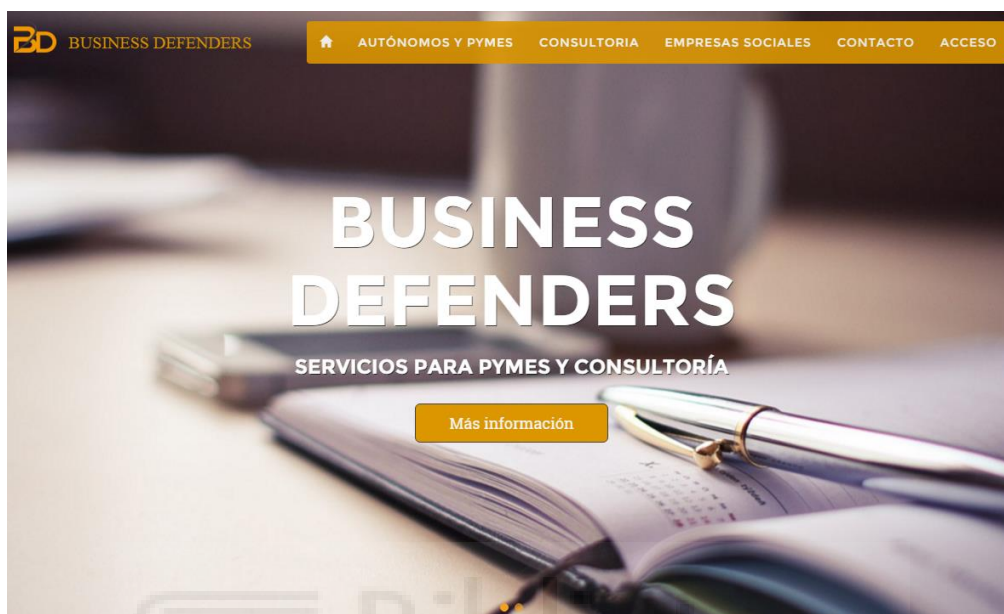 BD BUSINESS DEFENDERS
AUTÓNOMOS Y PYMES CONSULTORIA EMPRESAS SOCIALES CONTACTO ACCESO
BUSINESS
DEFENDERS
SERVICIOS PARA PYMES Y CONSULTORÍA
Más información